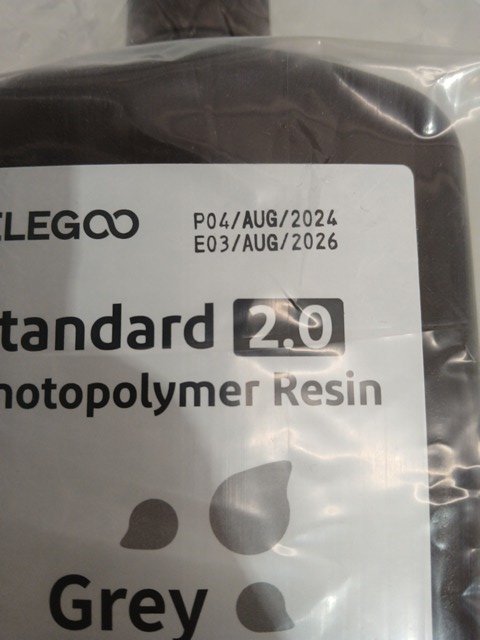 ELEGOO
P04/AUG/2024
E03/AUG/2026
tandard 2.0
hotopolymer Resin
Grey